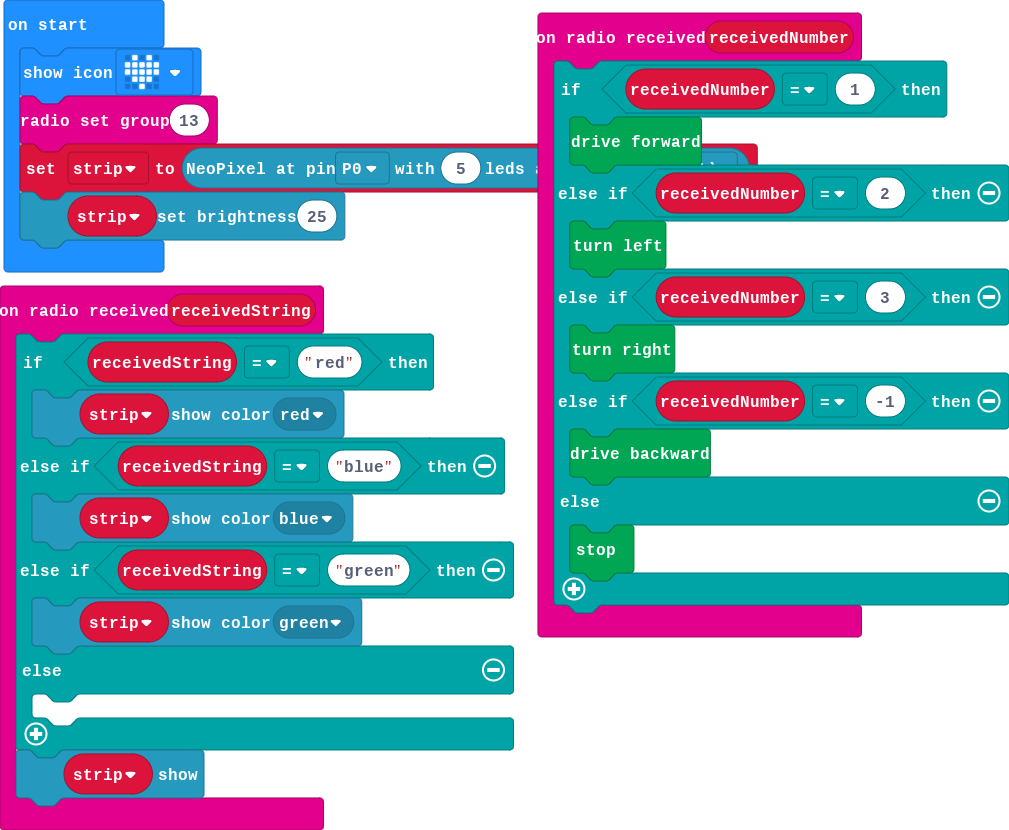 on start
show icon
radio set group 13
set strip to NeoPixel at pin P0 with 5 leds
strip set brightness 25
on radio received receivedString
if receivedString = "red" then
strip show color red
else if receivedString = "blue" then
strip show color blue
else if receivedString = "green" then
strip show color green
else
strip show
on radio received receivedNumber
if receivedNumber = 1 then
drive forward
else if receivedNumber = 2 then
turn left
else if receivedNumber = 3 then
turn right
else if receivedNumber = -1 then
drive backward
else
stop